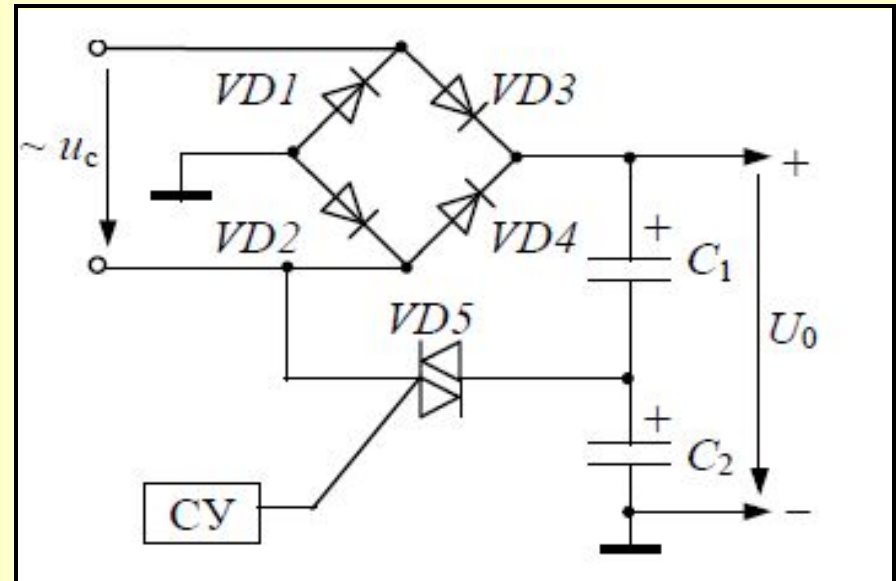 VD1 VD3
~ uс +
VD2 VD4 + C1
VD5 U0
+ C2
СУ −